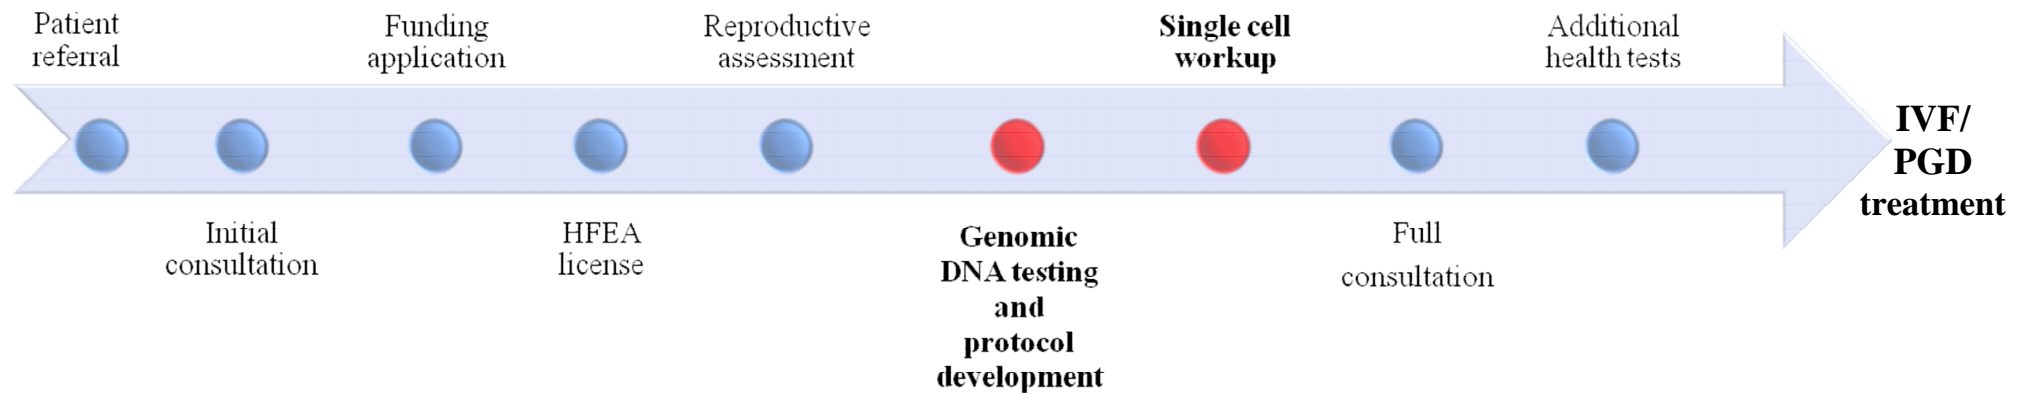 Patient
referral
Initial
consultation
Funding
application
HFEA
license
Reproductive
assessment
Genomic
DNA testing
and
protocol
development
Single cell
workup
Full
consultation
Additional
health tests
IVF/
PGD
treatment